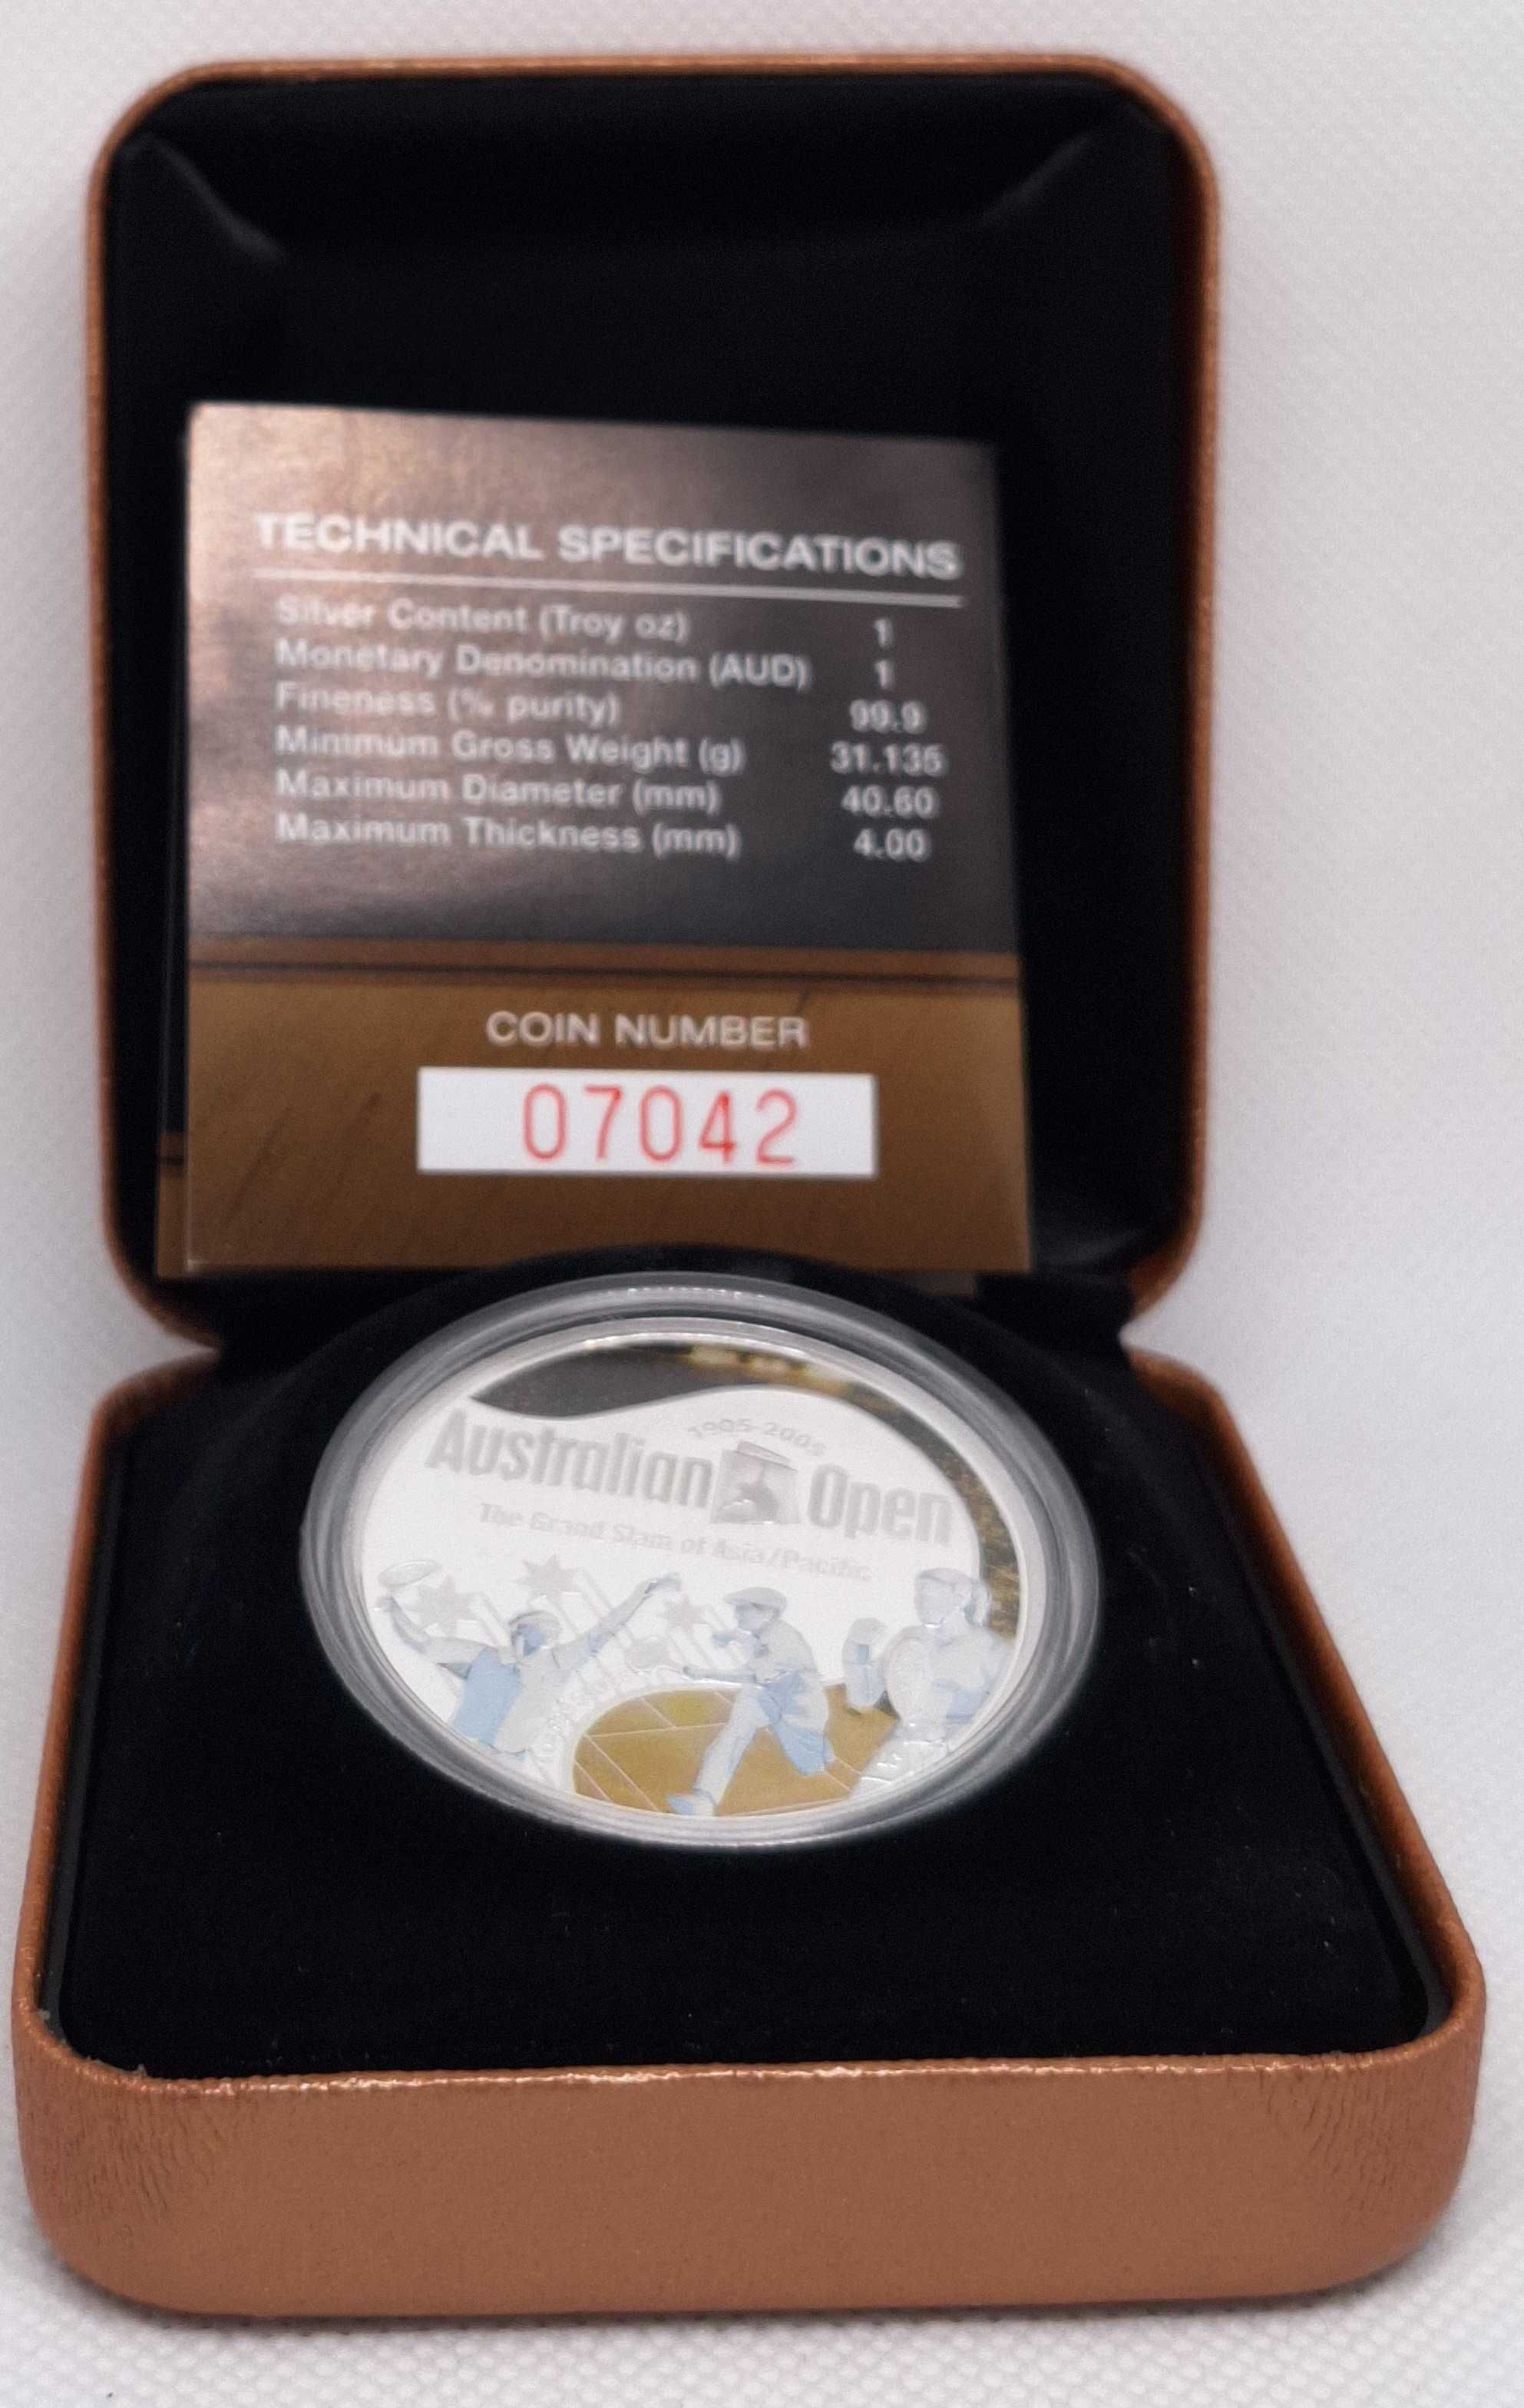 TECHNICAL SPECIFICATIONS
Silver Content (Troy oz) 1
Monetary Denomination (AUD) 1
Fineness (% purity) 99.9
Minimum Gross Weight (g) 31.135
Maximum Diameter (mm) 40.60
Maximum Thickness (mm) 4.00
COIN NUMBER
07042
1905-2005
Australian Open
The Grand Slam of Asia/Pacific